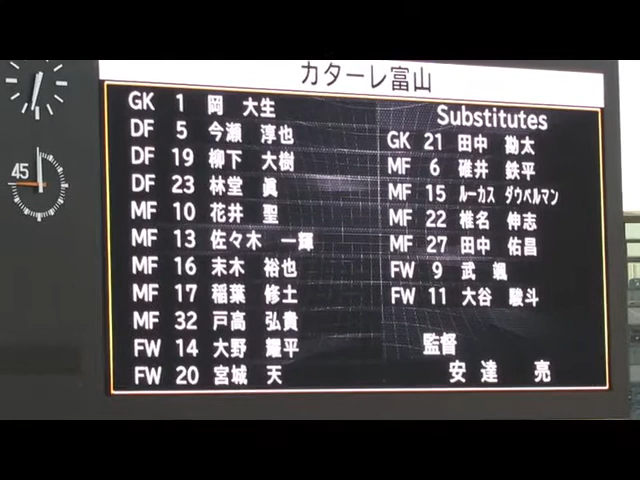 カターレ富山
GK 1 岡 大生
DF 5 今瀬 淳也
DF 19 柳下 大樹
DF 23 林堂 眞
MF 10 花井 聖
MF 13 佐々木 一輝
MF 16 末木 裕也
MF 17 稲葉 修土
MF 32 戸高 弘貴
FW 14 大野 耀平
FW 20 宮城 天
Substitutes
GK 21 田中 勘太
MF 6 碓井 鉄平
MF 15 ルーカス ダウベルマン
MF 22 椎名 伸志
MF 27 田中 佑昌
FW 9 武 颯
FW 11 大谷 駿斗
監督
安達 亮
45